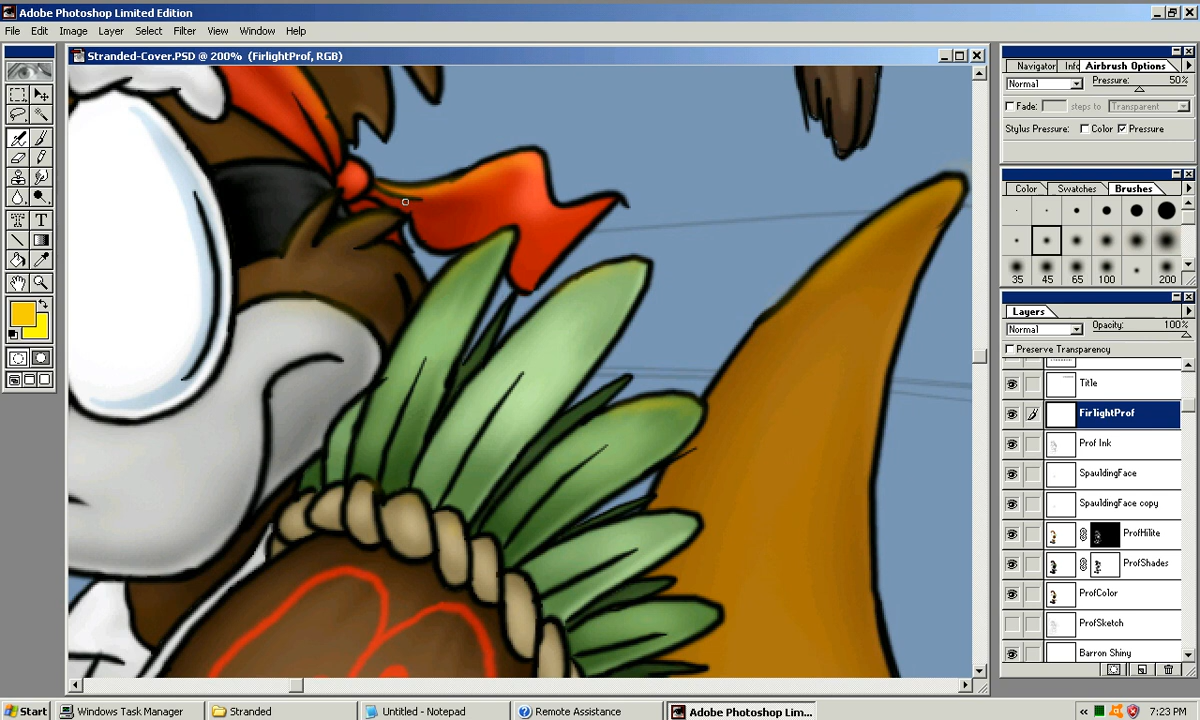 Adobe Photoshop Limited Edition
File Edit Image Layer Select Filter View Window Help
Stranded-Cover.PSD @ 200% (FirlightProf, RGB)
Navigator Info Airbrush Options
Normal Pressure: 50%
Fade: steps to Transparent
Stylus Pressure: Color Pressure
Color Swatches Brushes
35 45 65 100 200
Layers
Normal Opacity: 100%
Preserve Transparency
Title
FirlightProf
Prof Ink
SpauldingFace
SpauldingFace copy
ProfHilite
ProfShades
ProfColor
ProfSketch
Barron Shiny
Start Windows Task Manager Stranded Untitled - Notepad Remote Assistance Adobe Photoshop Lim... 7:23 PM